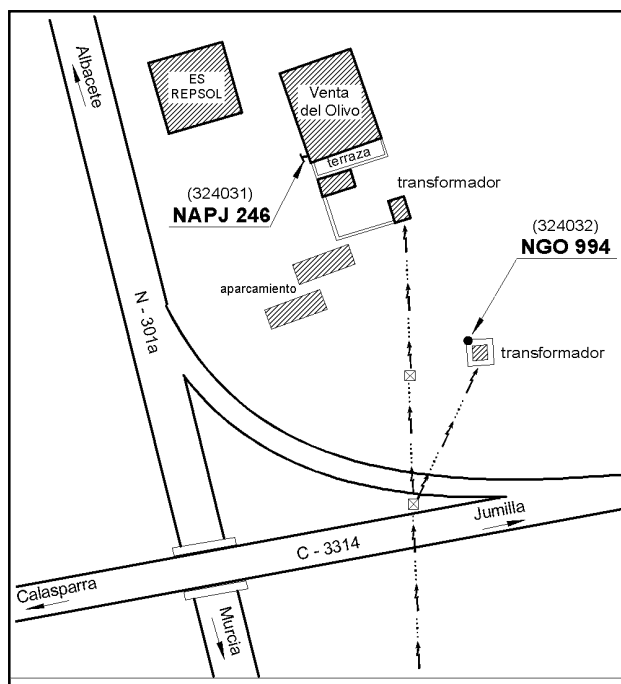 Albacete
ES
REPSOL
Venta
del Olivo
terraza
(324031)
NAPJ 246
transformador
(324032)
NGO 994
aparcamiento
N - 301a
transformador
Jumilla
C - 3314
Calasparra
Murcia